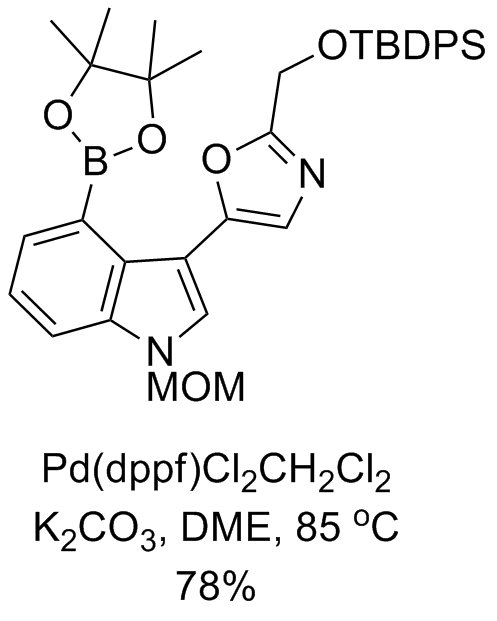 OTBDPS
O
O
B
O
N
N
MOM
Pd(dppf)Cl₂CH₂Cl₂
K₂CO₃, DME, 85 ºC
78%